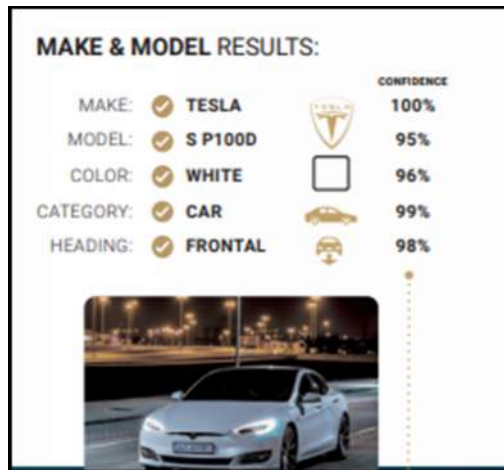 MAKE & MODEL RESULTS:
CONFIDENCE
MAKE: TESLA 100%
MODEL: S P100D 95%
COLOR: WHITE 96%
CATEGORY: CAR 99%
HEADING: FRONTAL 98%